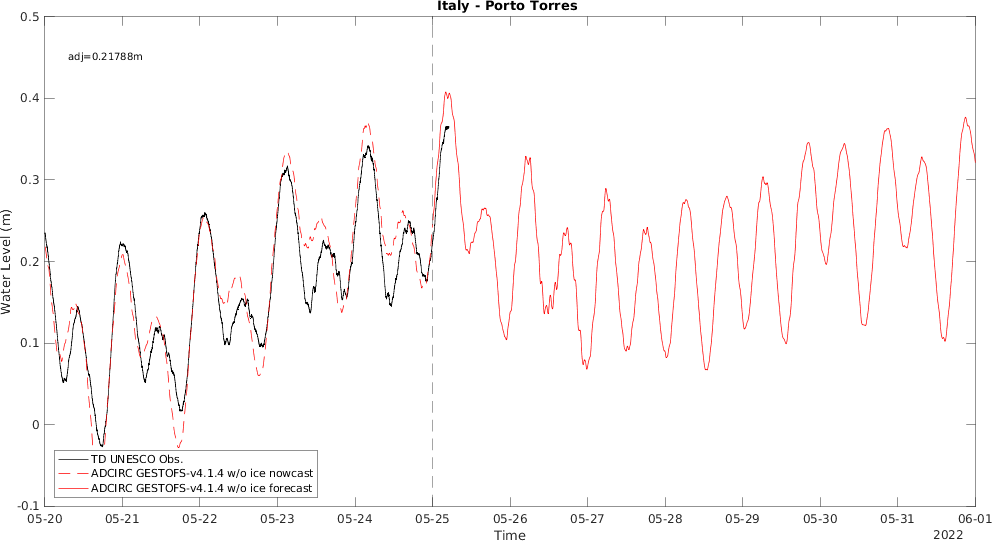 Italy - Porto Torres
adj=0.21788m
Water Level (m)
0.5
0.4
0.3
0.2
0.1
0
-0.1
TD UNESCO Obs.
ADCIRC GESTOFS-v4.1.4 w/o ice nowcast
ADCIRC GESTOFS-v4.1.4 w/o ice forecast
05-20 05-21 05-22 05-23 05-24 05-25 05-26 05-27 05-28 05-29 05-30 05-31 06-01
Time
2022